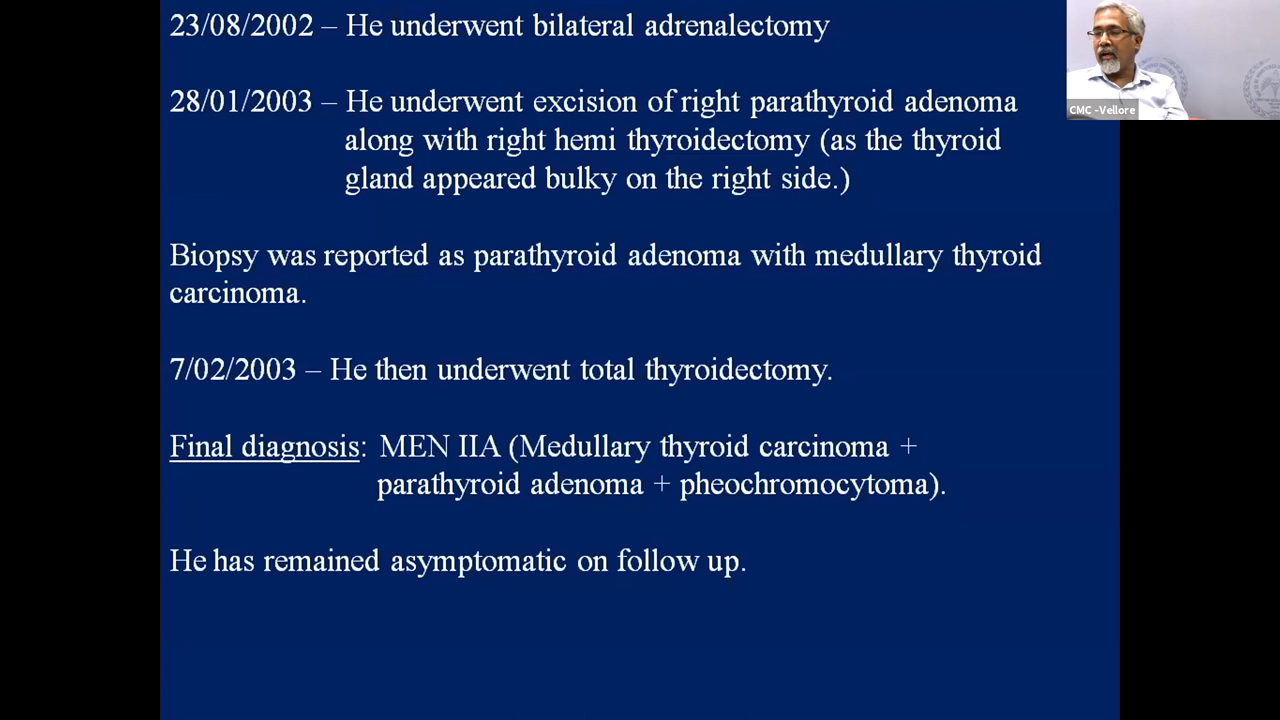 23/08/2002 – He underwent bilateral adrenalectomy
CMC -Vellore
28/01/2003 – He underwent excision of right parathyroid adenoma
along with right hemi thyroidectomy (as the thyroid
gland appeared bulky on the right side.)
Biopsy was reported as parathyroid adenoma with medullary thyroid
carcinoma.
7/02/2003 – He then underwent total thyroidectomy.
Final diagnosis: MEN IIA (Medullary thyroid carcinoma +
parathyroid adenoma + pheochromocytoma).
He has remained asymptomatic on follow up.